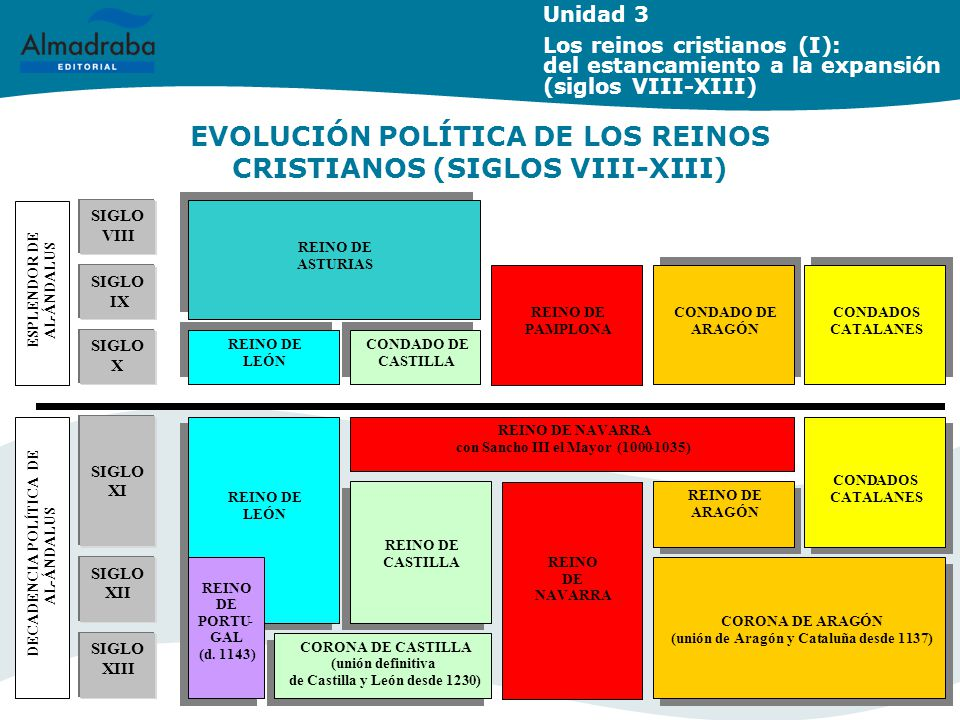 Almadraba
EDITORIAL
Unidad 3
Los reinos cristianos (I):
del estancamiento a la expansión
(siglos VIII-XIII)
EVOLUCIÓN POLÍTICA DE LOS REINOS
CRISTIANOS (SIGLOS VIII-XIII)
ESPLENDOR DE
AL-ÁNDALUS
SIGLO
VIII
SIGLO
IX
SIGLO
X
REINO DE
ASTURIAS
REINO DE
LEÓN
CONDADO DE
CASTILLA
REINO DE
PAMPLONA
CONDADO DE
ARAGÓN
CONDADOS
CATALANES
DECADENCIA POLÍTICA DE
AL-ÁNDALUS
SIGLO
XI
SIGLO
XII
SIGLO
XIII
REINO DE
LEÓN
REINO DE NAVARRA
con Sancho III el Mayor (1000-1035)
CONDADOS
CATALANES
REINO DE
CASTILLA
REINO
DE
NAVARRA
REINO DE
ARAGÓN
REINO
DE
PORTU-
GAL
(d. 1143)
CORONA DE CASTILLA
(unión definitiva
de Castilla y León desde 1230)
CORONA DE ARAGÓN
(unión de Aragón y Cataluña desde 1137)